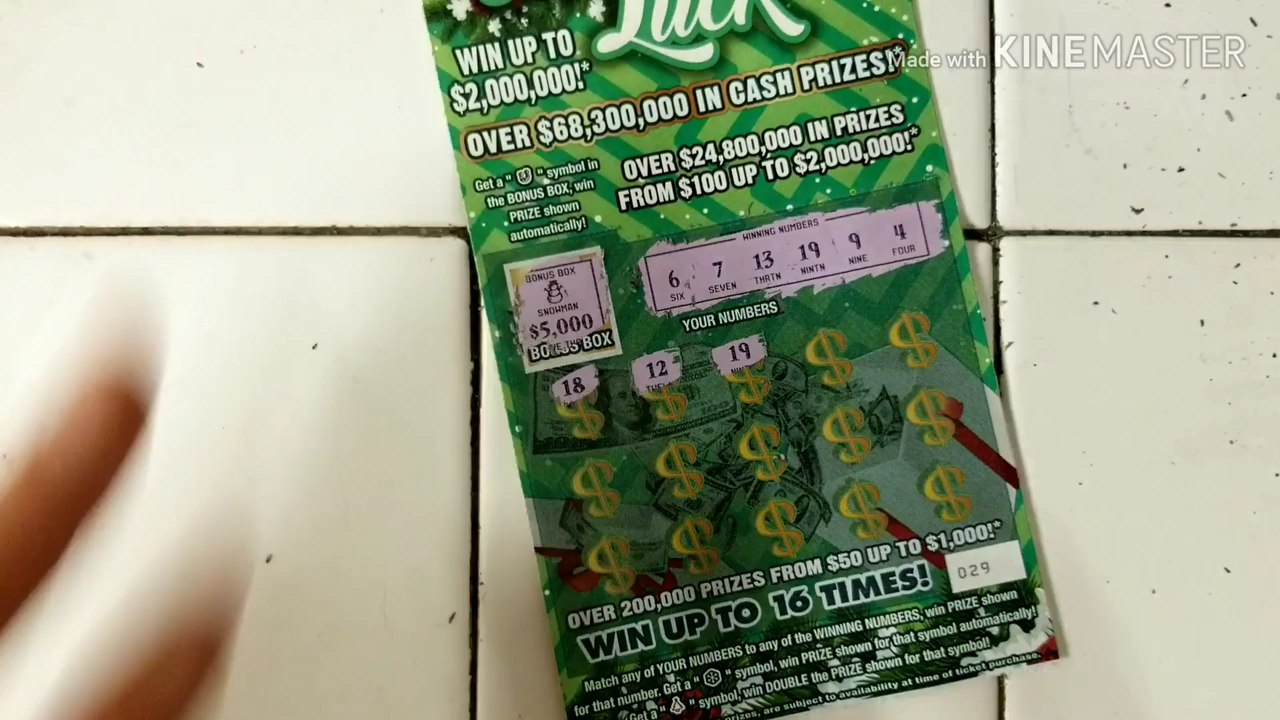 Luck
Made with KINEMASTER
WIN UP TO
$2,000,000!*
OVER $68,300,000 IN CASH PRIZES!*
OVER $24,800,000 IN PRIZES
FROM $100 UP TO $2,000,000!*
Get a " " symbol in
the BONUS BOX, win
PRIZE shown
automatically!
WINNING NUMBERS
6 7 13 19 9 4
SIX SEVEN THRTN NINTN NINE FOUR
BONUS BOX
SNOWMAN
$5,000
BONUS BOX
YOUR NUMBERS
18 12 19
$ $ $ $ $
$ $ $ $ $
$ $ $ $ $
OVER 200,000 PRIZES FROM $50 UP TO $1,000!*
029
WIN UP TO 16 TIMES!
Match any of YOUR NUMBERS to any of the WINNING NUMBERS, win PRIZE shown
for that number. Get a " " symbol, win PRIZE shown for that symbol automatically!
Get a " " symbol, win DOUBLE the PRIZE shown for that symbol!
prizes, are subject to availability at time of ticket purchase.